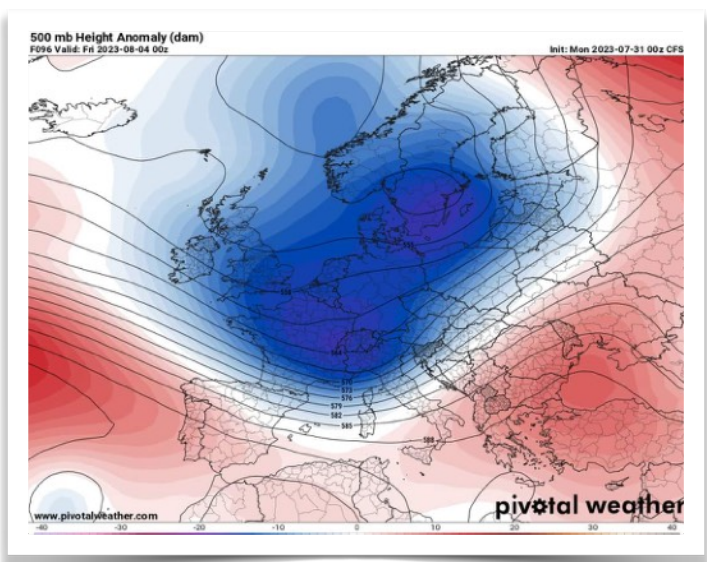 500 mb Height Anomaly (dam)
F096 Valid: Fri 2023-08-04 00z
Init: Mon 2023-07-31 00z CFS
576
579
582
585
588
www.pivotalweather.com
pivotal weather
-40 -30 -20 -10 0 10 20 30 40